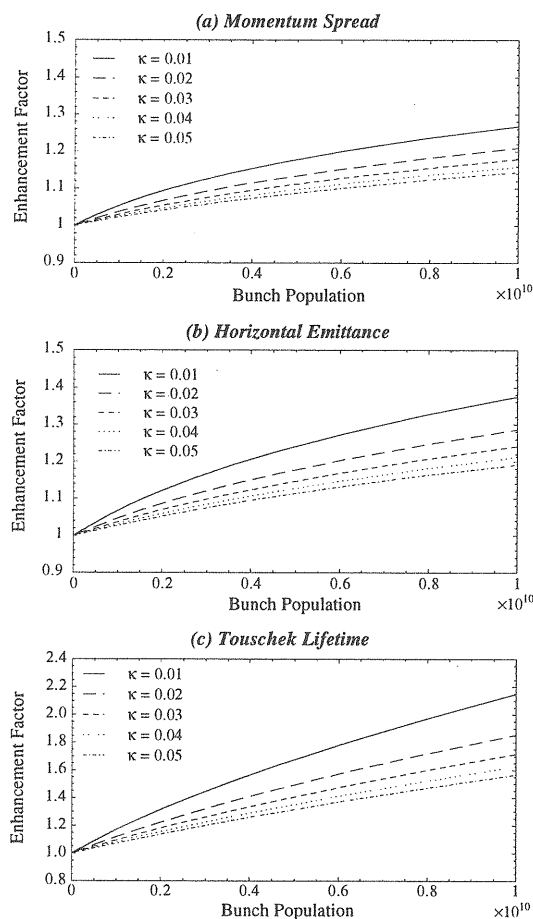 (a) Momentum Spread
1.5
1.4
1.3
1.2
1.1
1
0.9
Enhancement Factor
κ = 0.01
κ = 0.02
κ = 0.03
κ = 0.04
κ = 0.05
0 0.2 0.4 0.6 0.8 1
×10¹⁰
Bunch Population
(b) Horizontal Emittance
1.5
1.4
1.3
1.2
1.1
1
0.9
Enhancement Factor
κ = 0.01
κ = 0.02
κ = 0.03
κ = 0.04
κ = 0.05
0 0.2 0.4 0.6 0.8 1
×10¹⁰
Bunch Population
(c) Touschek Lifetime
2.4
2.2
2.0
1.8
1.6
1.4
1.2
1.0
0.8
Enhancement Factor
κ = 0.01
κ = 0.02
κ = 0.03
κ = 0.04
κ = 0.05
0 0.2 0.4 0.6 0.8 1
×10¹⁰
Bunch Population